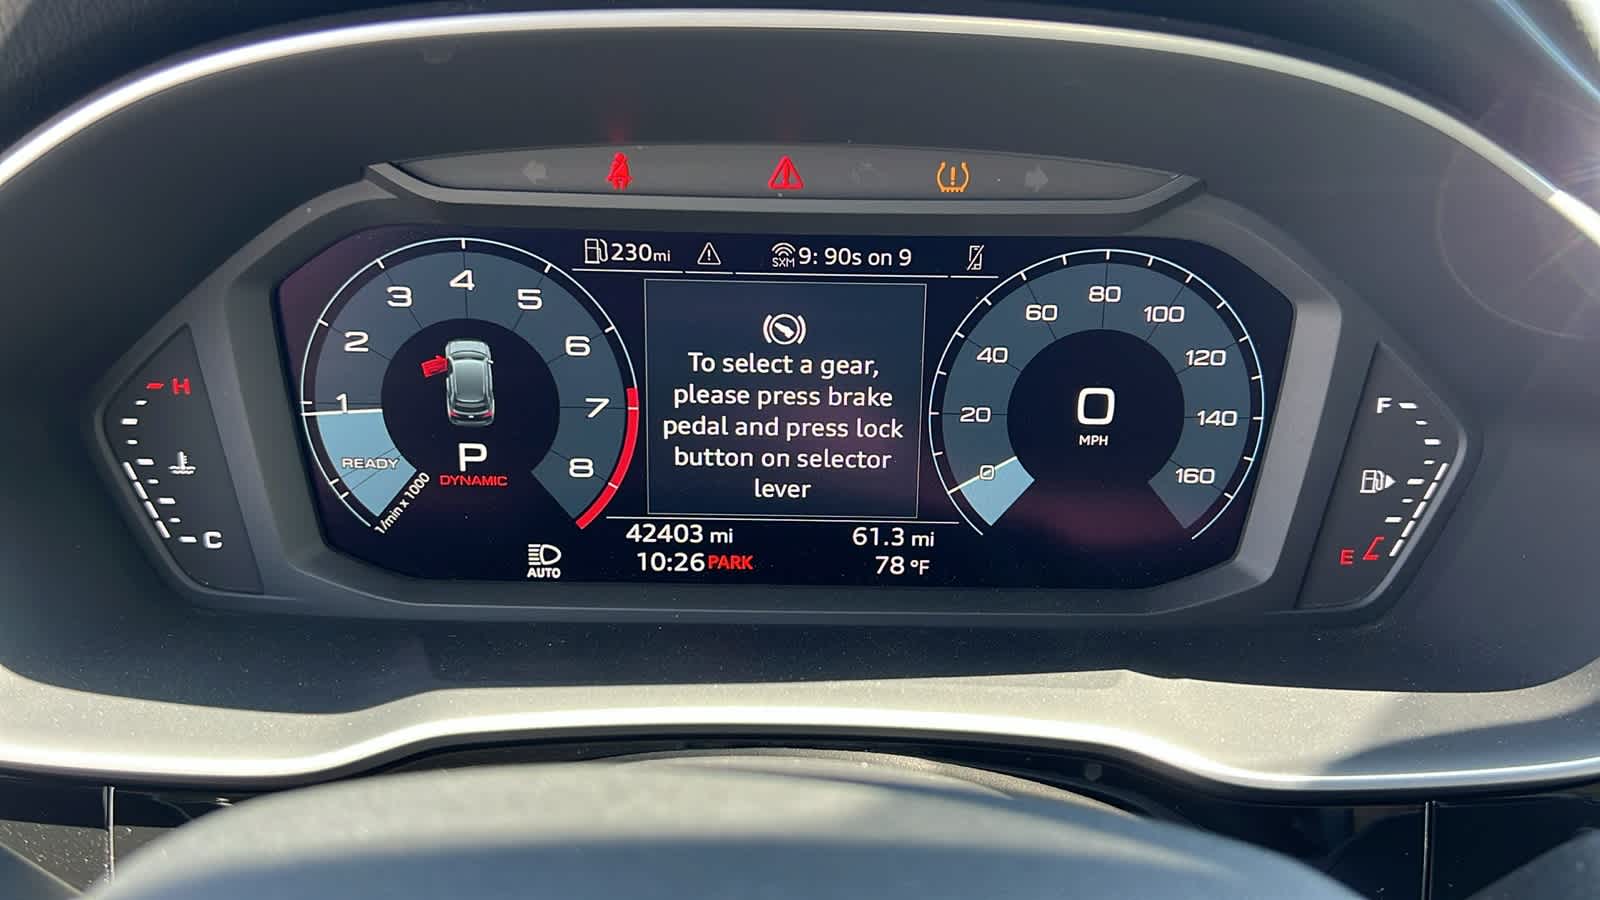 230mi
SXM 9: 90s on 9
To select a gear,
please press brake
pedal and press lock
button on selector
lever
1
2
3
4
5
6
7
8
READY
1/min x 1000
P
DYNAMIC
0
20
40
60
80
100
120
140
160
0
MPH
H
C
F
E
42403 mi
61.3 mi
10:26 PARK
78 °F
AUTO